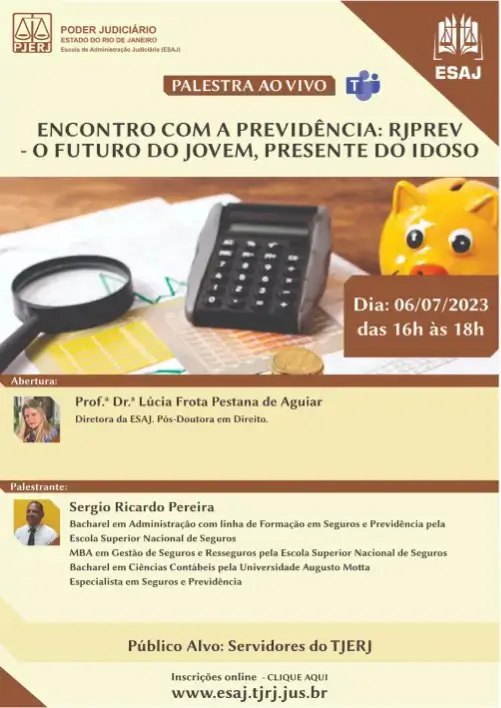 PJERJ
PODER JUDICIÁRIO
ESTADO DO RIO DE JANEIRO
Escola de Administração Judiciária (ESAJ)
ESAJ
PALESTRA AO VIVO
T
ENCONTRO COM A PREVIDÊNCIA: RJPREV
- O FUTURO DO JOVEM, PRESENTE DO IDOSO
Dia: 06/07/2023
das 16h às 18h
Abertura:
Prof.ª Dr.ª Lúcia Frota Pestana de Aguiar
Diretora da ESAJ. Pós-Doutora em Direito.
Palestrante:
Sergio Ricardo Pereira
Bacharel em Administração com linha de Formação em Seguros e Previdência pela
Escola Superior Nacional de Seguros
MBA em Gestão de Seguros e Resseguros pela Escola Superior Nacional de Seguros
Bacharel em Ciências Contábeis pela Universidade Augusto Motta
Especialista em Seguros e Previdência
Público Alvo: Servidores do TJERJ
Inscrições online - CLIQUE AQUI
www.esaj.tjrj.jus.br